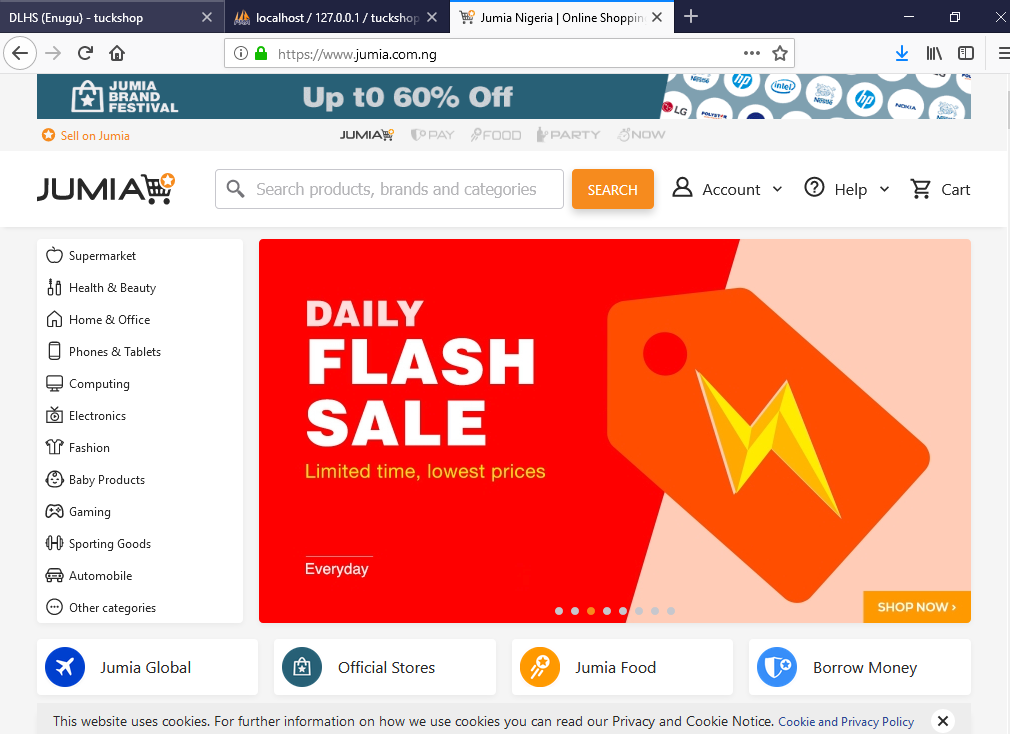 DLHS (Enugu) - tuckshop
localhost / 127.0.0.1 / tuckshop
Jumia Nigeria | Online Shopping
https://www.jumia.com.ng
JUMIA
BRAND
FESTIVAL
Up t0 60% Off
LG
POLYSTAR
hp
intel
Nestle
hp
NOKIA
Sell on Jumia
JUMIA
PAY
FOOD
PARTY
NOW
JUMIA
Search products, brands and categories
SEARCH
Account
Help
Cart
Supermarket
Health & Beauty
Home & Office
Phones & Tablets
Computing
Electronics
Fashion
Baby Products
Gaming
Sporting Goods
Automobile
Other categories
DAILY
FLASH
SALE
Limited time, lowest prices
Everyday
SHOP NOW ›
Jumia Global
Official Stores
Jumia Food
Borrow Money
This website uses cookies. For further information on how we use cookies you can read our Privacy and Cookie Notice. Cookie and Privacy Policy